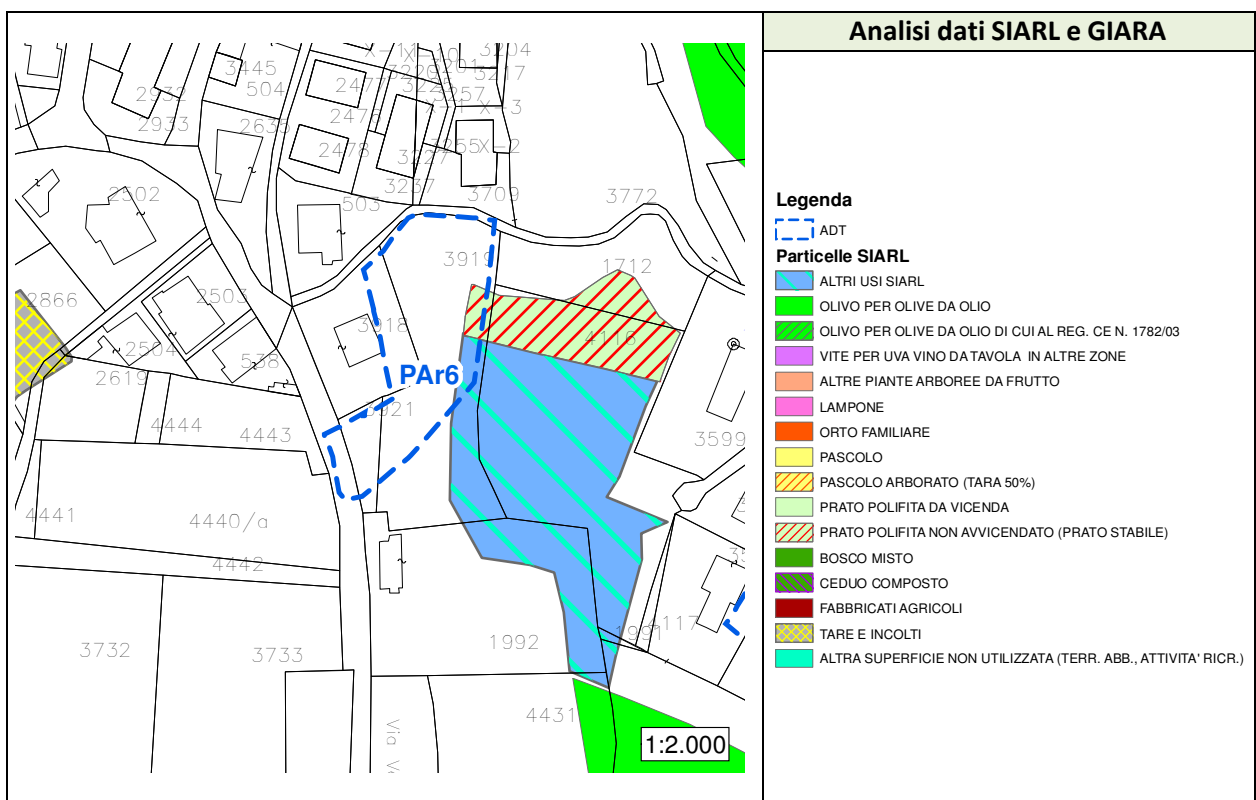 Analisi dati SIARL e GIARA
3204
3445
504
3217
2477
2932
3257
X-3
2933
2635
2476
3255
X-2
2478
3227
3237
2502
503
3709
3772
3919
1712
2866
2503
3918
4116
2504
538
PAr6
2619
3921
4444
4443
3599
4441
4440/a
4442
1992
1991
4117
3732
3733
4431
1:2.000
Legenda
ADT
Particelle SIARL
ALTRI USI SIARL
OLIVO PER OLIVE DA OLIO
OLIVO PER OLIVE DA OLIO DI CUI AL REG. CE N. 1782/03
VITE PER UVA VINO DA TAVOLA IN ALTRE ZONE
ALTRE PIANTE ARBOREE DA FRUTTO
LAMPONE
ORTO FAMILIARE
PASCOLO
PASCOLO ARBORATO (TARA 50%)
PRATO POLIFITA DA VICENDA
PRATO POLIFITA NON AVVICENDATO (PRATO STABILE)
BOSCO MISTO
CEDUO COMPOSTO
FABBRICATI AGRICOLI
TARE E INCOLTI
ALTRA SUPERFICIE NON UTILIZZATA (TERR. ABB., ATTIVITA' RICR.)